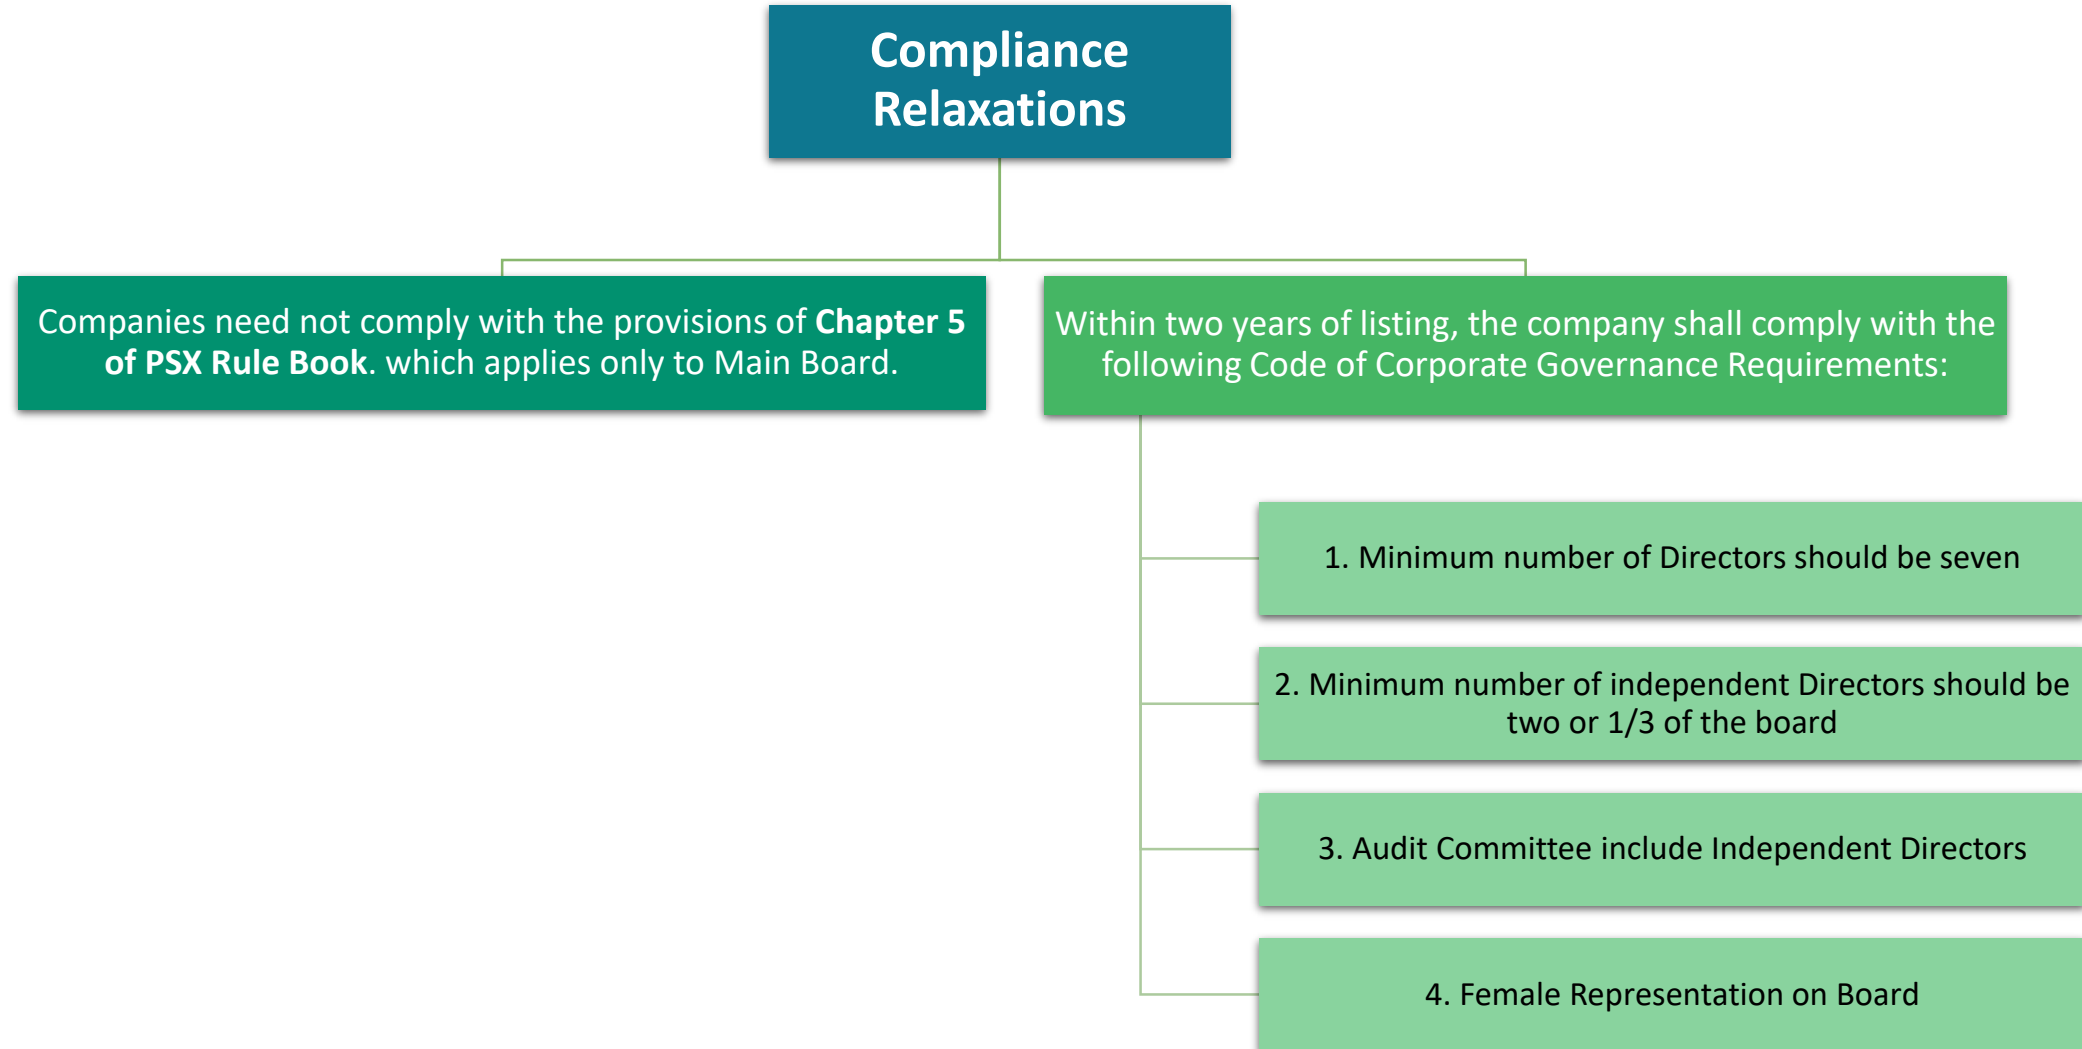 Compliance
Relaxations
Companies need not comply with the provisions of Chapter 5
of PSX Rule Book. which applies only to Main Board.
Within two years of listing, the company shall comply with the
following Code of Corporate Governance Requirements:
1. Minimum number of Directors should be seven
2. Minimum number of independent Directors should be
two or 1/3 of the board
3. Audit Committee include Independent Directors
4. Female Representation on Board